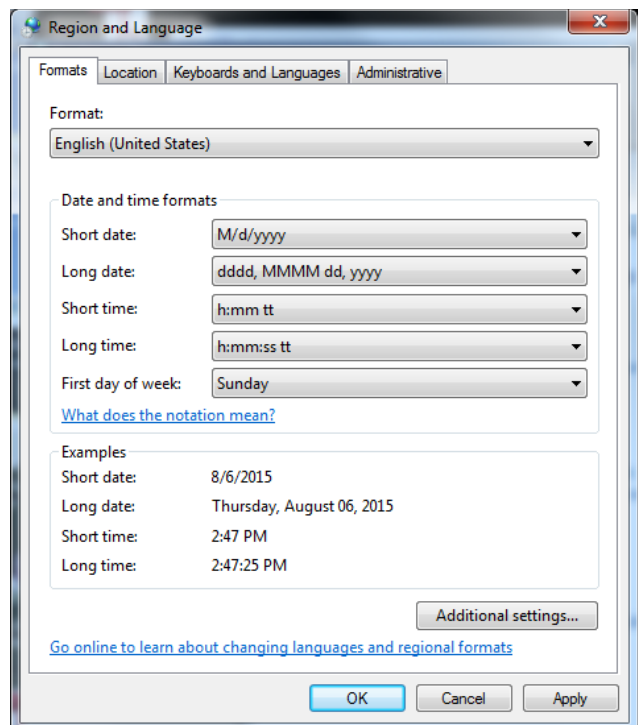 Region and Language
Formats Location Keyboards and Languages Administrative
Format:
English (United States)
Date and time formats
Short date: M/d/yyyy
Long date: dddd, MMMM dd, yyyy
Short time: h:mm tt
Long time: h:mm:ss tt
First day of week: Sunday
What does the notation mean?
Examples
Short date: 8/6/2015
Long date: Thursday, August 06, 2015
Short time: 2:47 PM
Long time: 2:47:25 PM
Additional settings...
Go online to learn about changing languages and regional formats
OK Cancel Apply